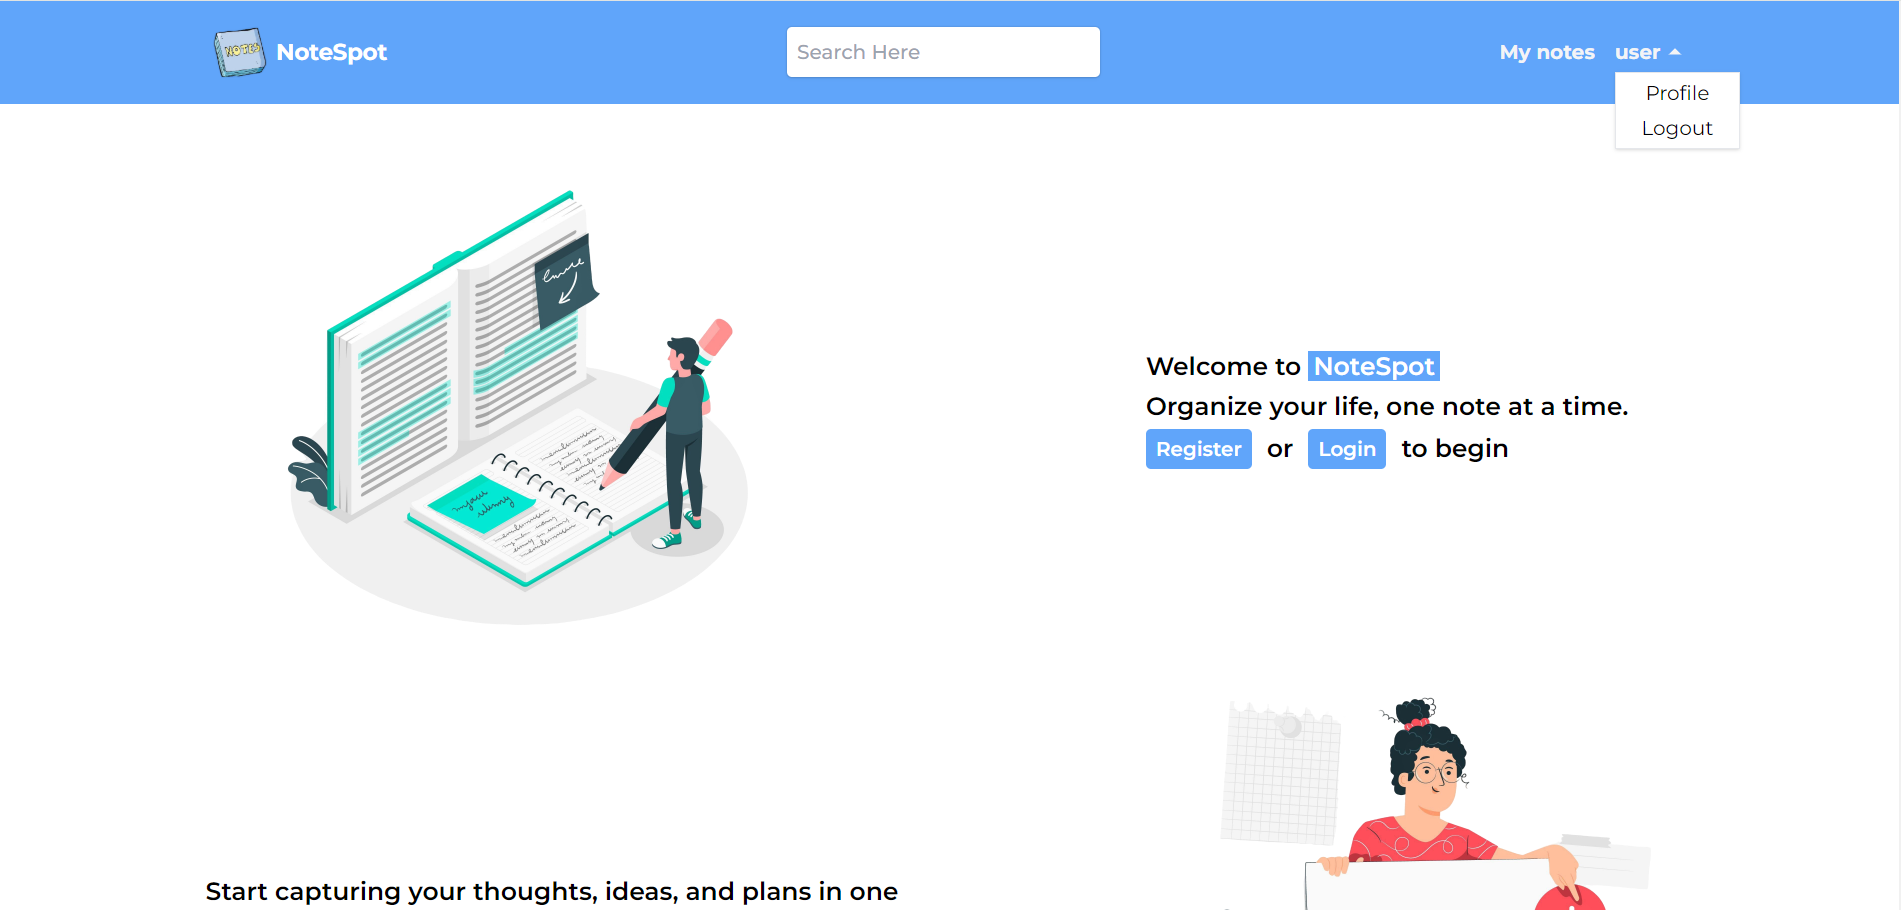 NOTES
NoteSpot
Search Here
My notes
user
Profile
Logout
Welcome to NoteSpot
Organize your life, one note at a time.
Register or Login to begin
Start capturing your thoughts, ideas, and plans in one